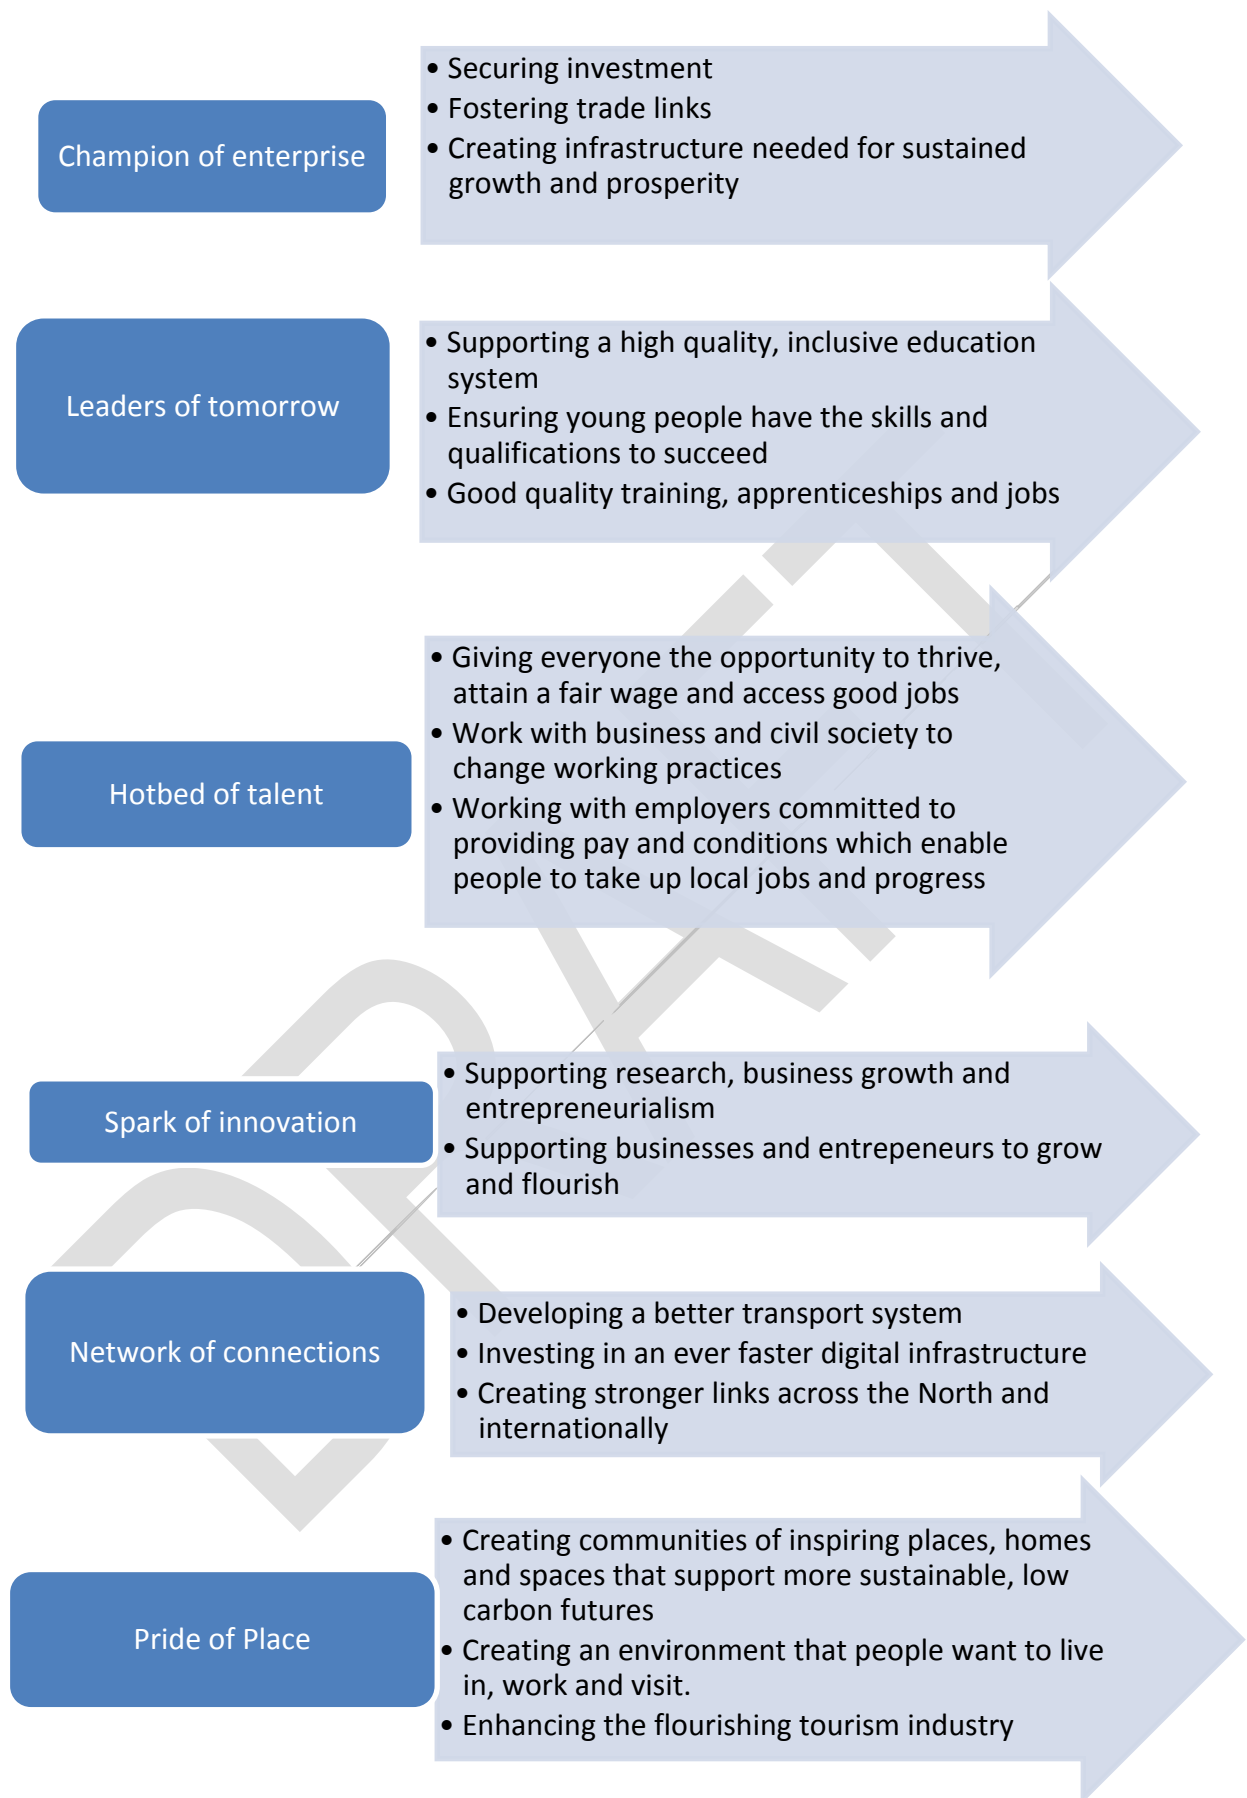 Champion of enterprise
• Securing investment
• Fostering trade links
• Creating infrastructure needed for sustained
growth and prosperity
Leaders of tomorrow
• Supporting a high quality, inclusive education
system
• Ensuring young people have the skills and
qualifications to succeed
• Good quality training, apprenticeships and jobs
Hotbed of talent
• Giving everyone the opportunity to thrive,
attain a fair wage and access good jobs
• Work with business and civil society to
change working practices
• Working with employers committed to
providing pay and conditions which enable
people to take up local jobs and progress
Spark of innovation
• Supporting research, business growth and
entrepreneurialism
• Supporting businesses and entrepeneurs to grow
and flourish
Network of connections
• Developing a better transport system
• Investing in an ever faster digital infrastructure
• Creating stronger links across the North and
internationally
Pride of Place
• Creating communities of inspiring places, homes
and spaces that support more sustainable, low
carbon futures
• Creating an environment that people want to live
in, work and visit.
• Enhancing the flourishing tourism industry
DRAFT